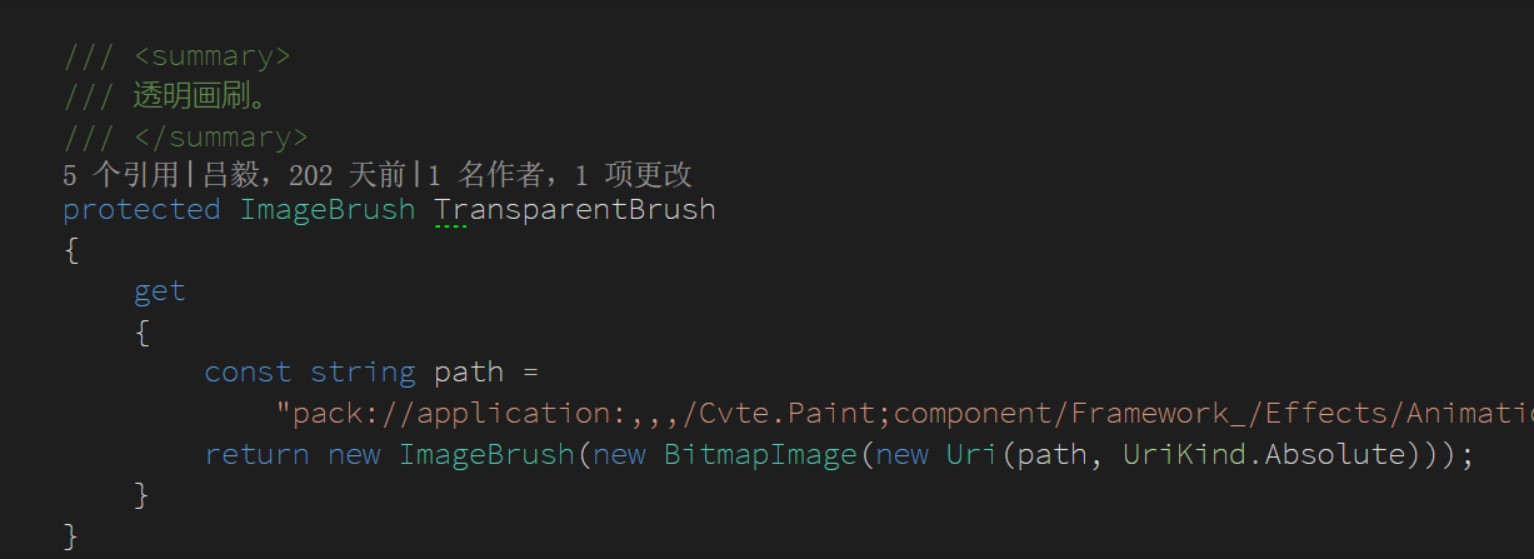 /// <summary>
/// 透明画刷。
/// </summary>
5 个引用|吕毅，202 天前|1 名作者，1 项更改
protected ImageBrush TransparentBrush
{
get
{
const string path =
"pack://application:,,,/Cvte.Paint;component/Framework_/Effects/Animati
return new ImageBrush(new BitmapImage(new Uri(path, UriKind.Absolute)));
}
}